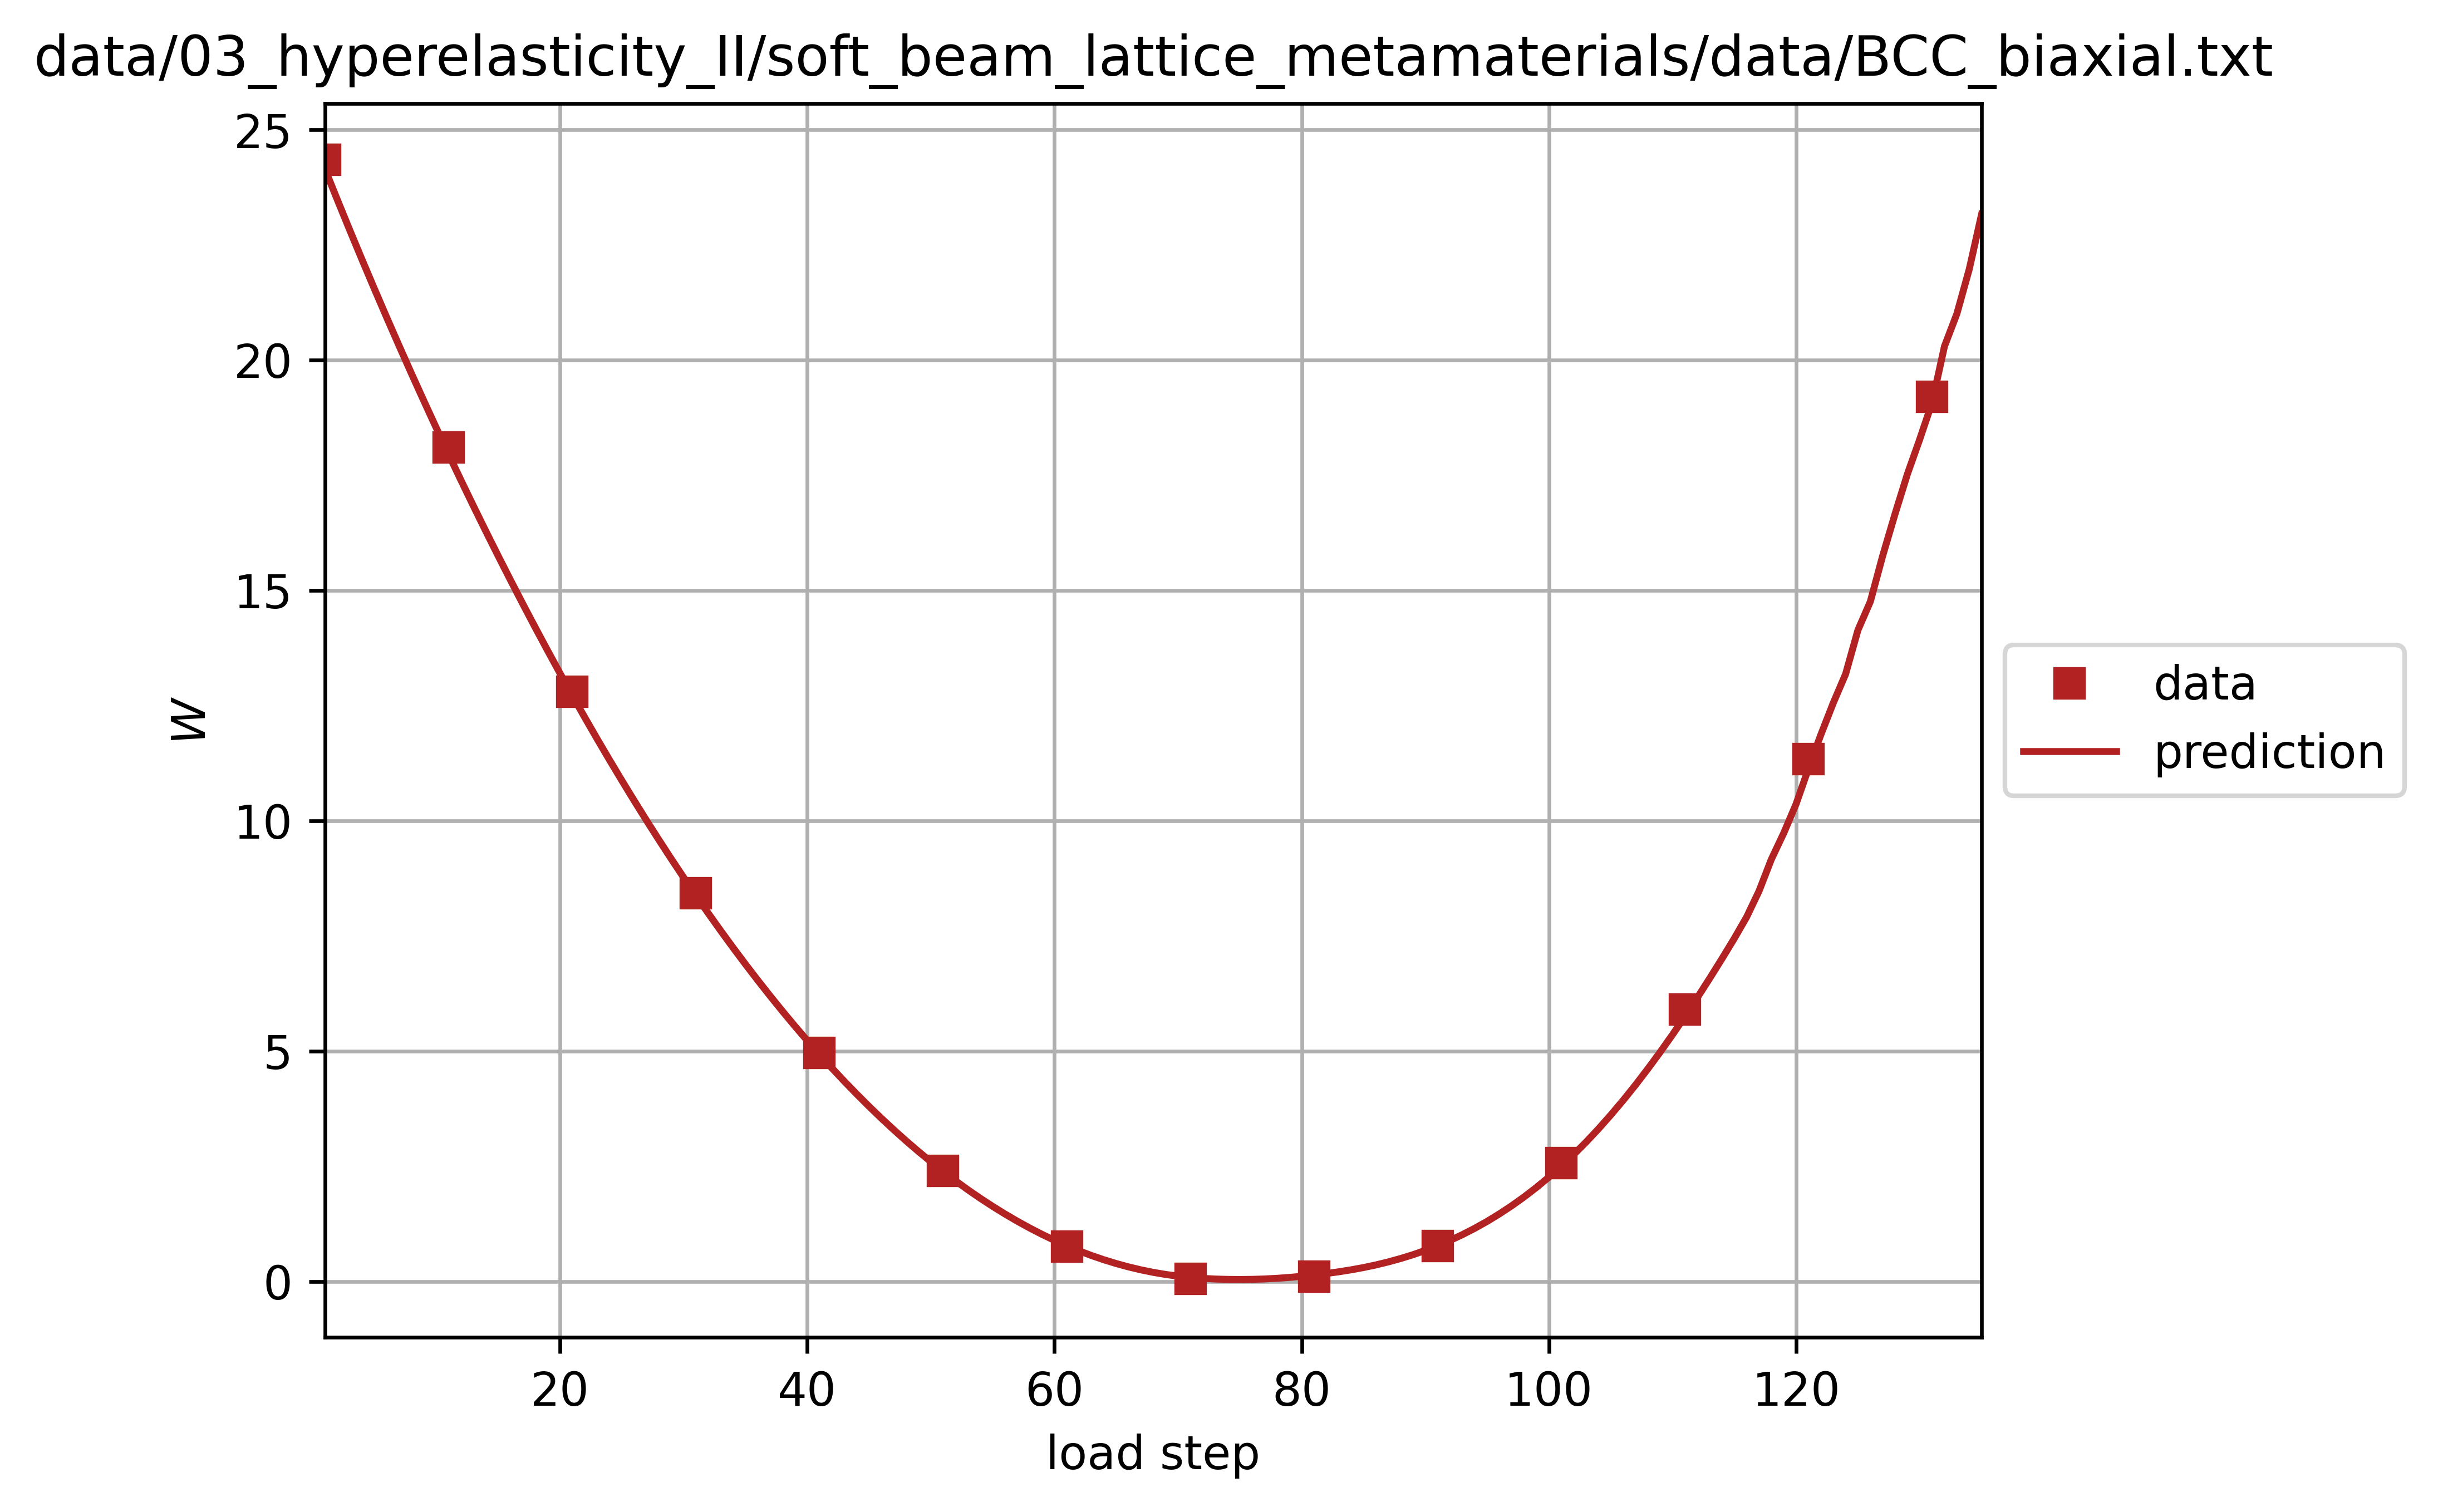 data/03_hyperelasticity_II/soft_beam_lattice_metamaterials/data/BCC_biaxial.txt
25
20
15
10
5
0
W
20 40 60 80 100 120
load step
data
prediction